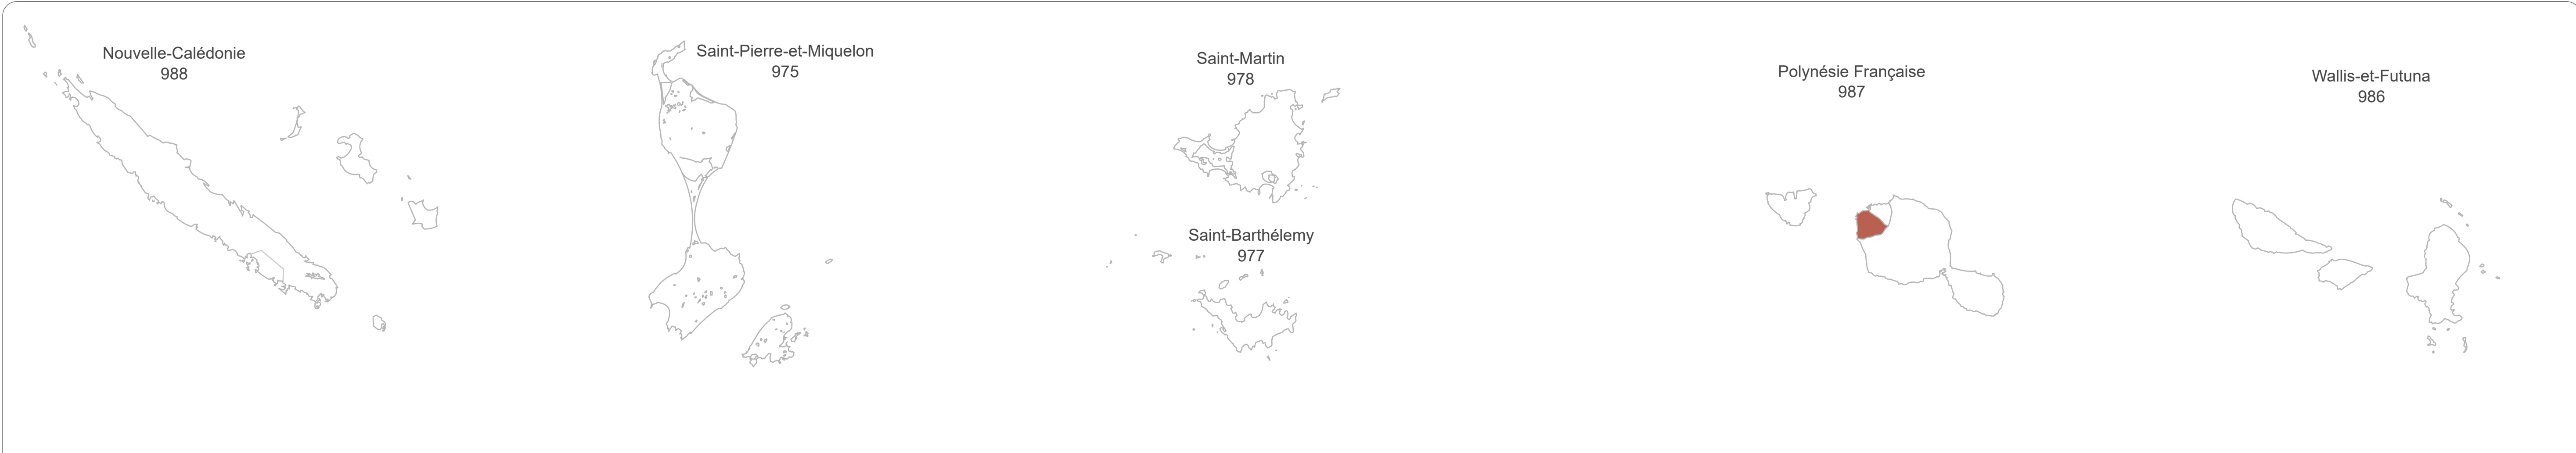 Nouvelle-Calédonie
988
Saint-Pierre-et-Miquelon
975
Saint-Martin
978
Saint-Barthélemy
977
Polynésie Française
987
Wallis-et-Futuna
986